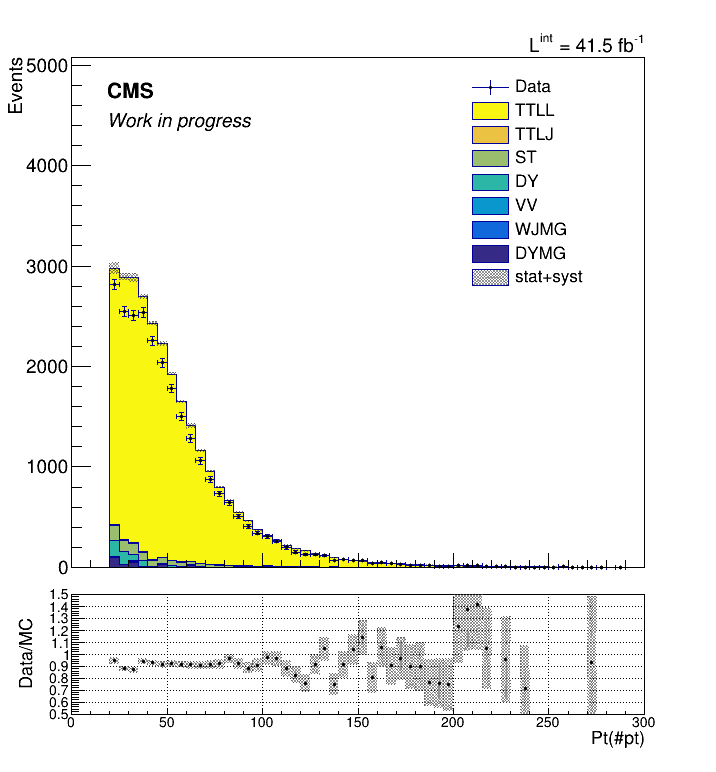 L^int = 41.5 fb^-1
Events
5000
4000
3000
2000
1000
0
CMS
Work in progress
Data
TTLL
TTLJ
ST
DY
VV
WJMG
DYMG
stat+syst
Data/MC
1.5
1.4
1.3
1.2
1.1
1
0.9
0.8
0.7
0.6
0.5
0 50 100 150 200 250 300
Pt(#pt)